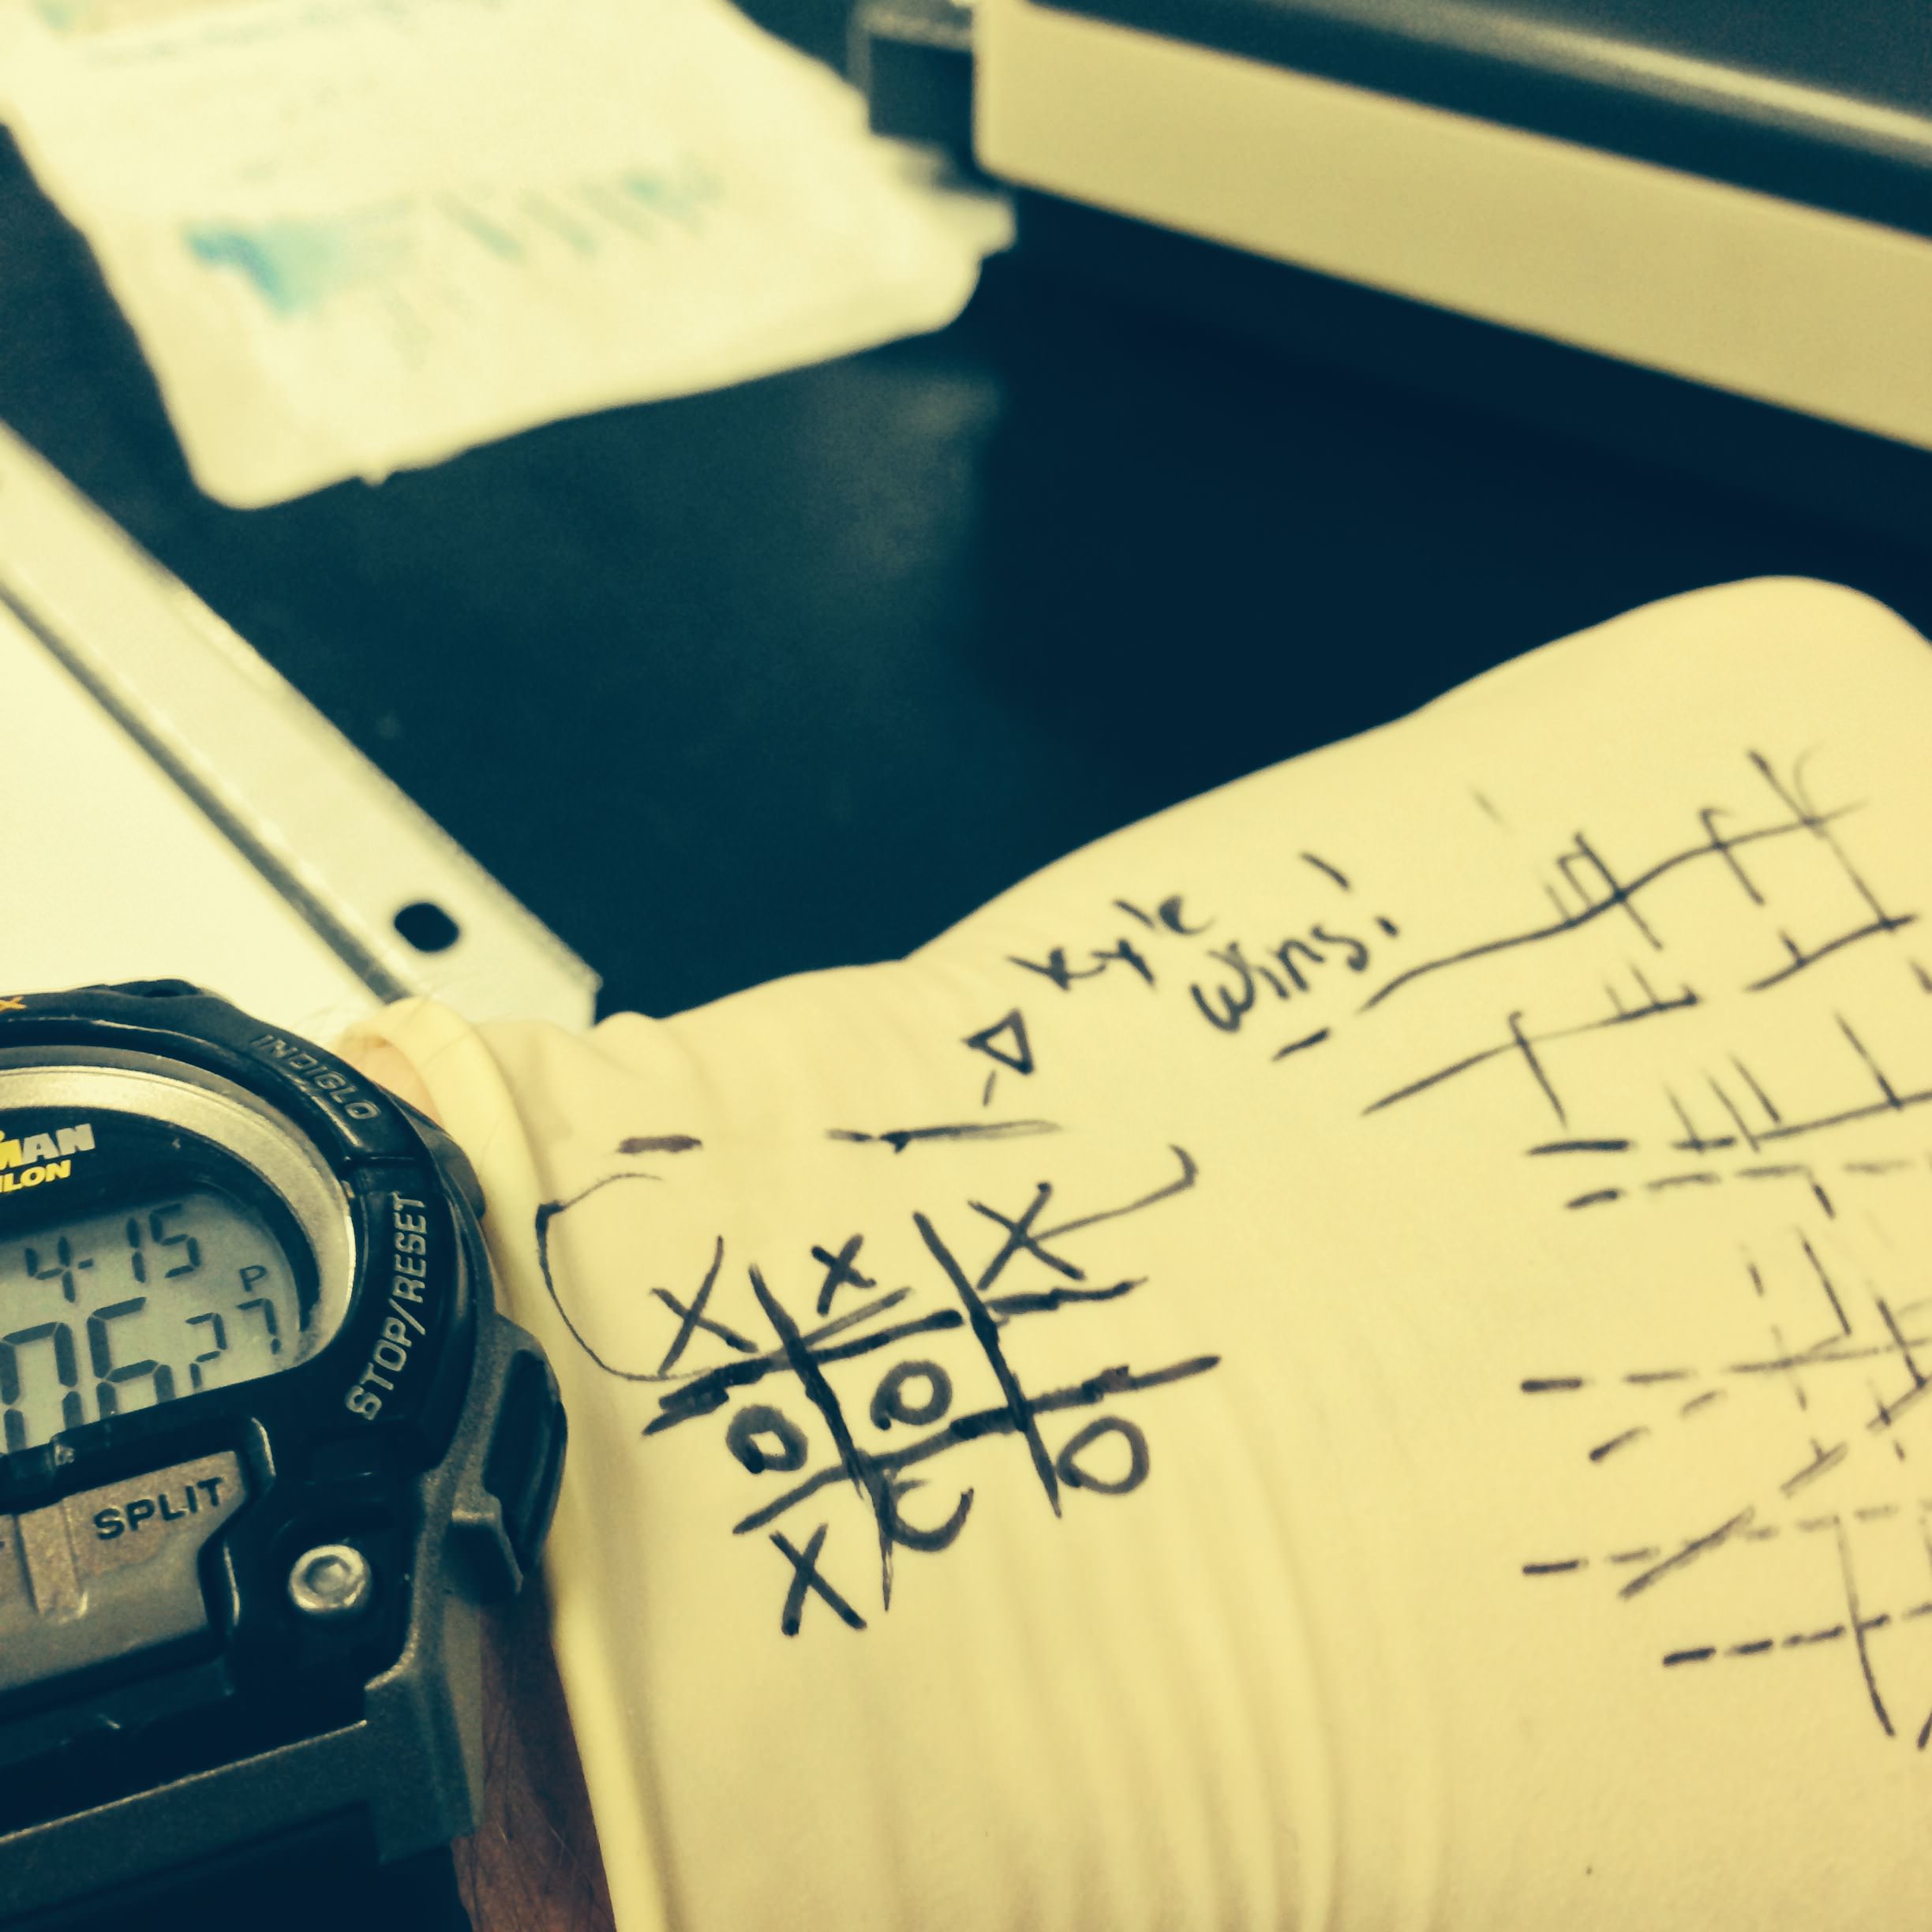 Kyle
wins!
X X X
O O
X O O
INDIGLO
4-15
P
06 27
STOP/RESET
SPLIT